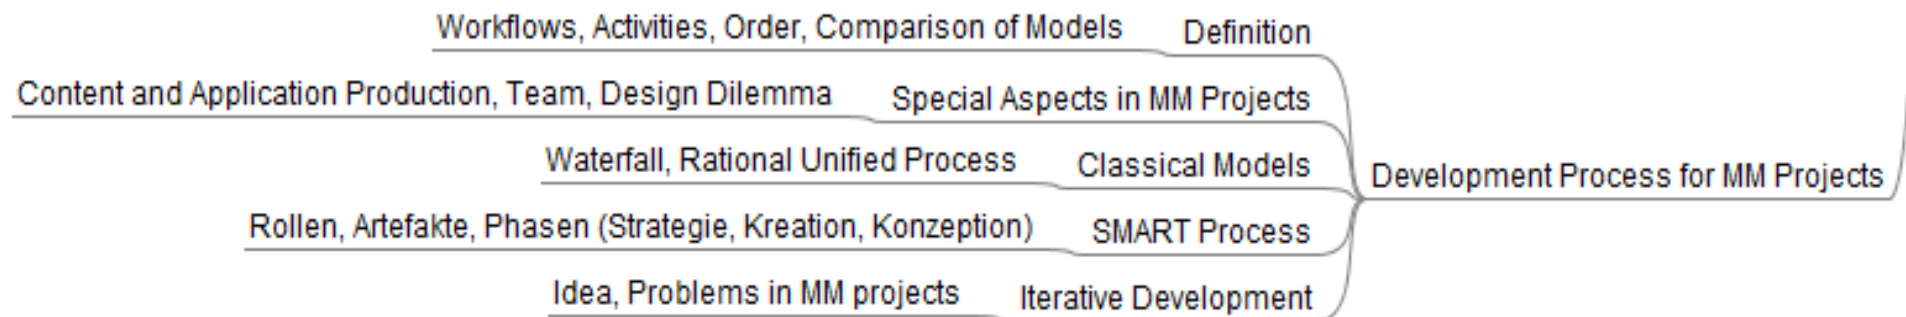 Workflows, Activities, Order, Comparison of Models Definition
Content and Application Production, Team, Design Dilemma Special Aspects in MM Projects
Waterfall, Rational Unified Process Classical Models
Development Process for MM Projects
Rollen, Artefakte, Phasen (Strategie, Kreation, Konzeption) SMART Process
Idea, Problems in MM projects Iterative Development